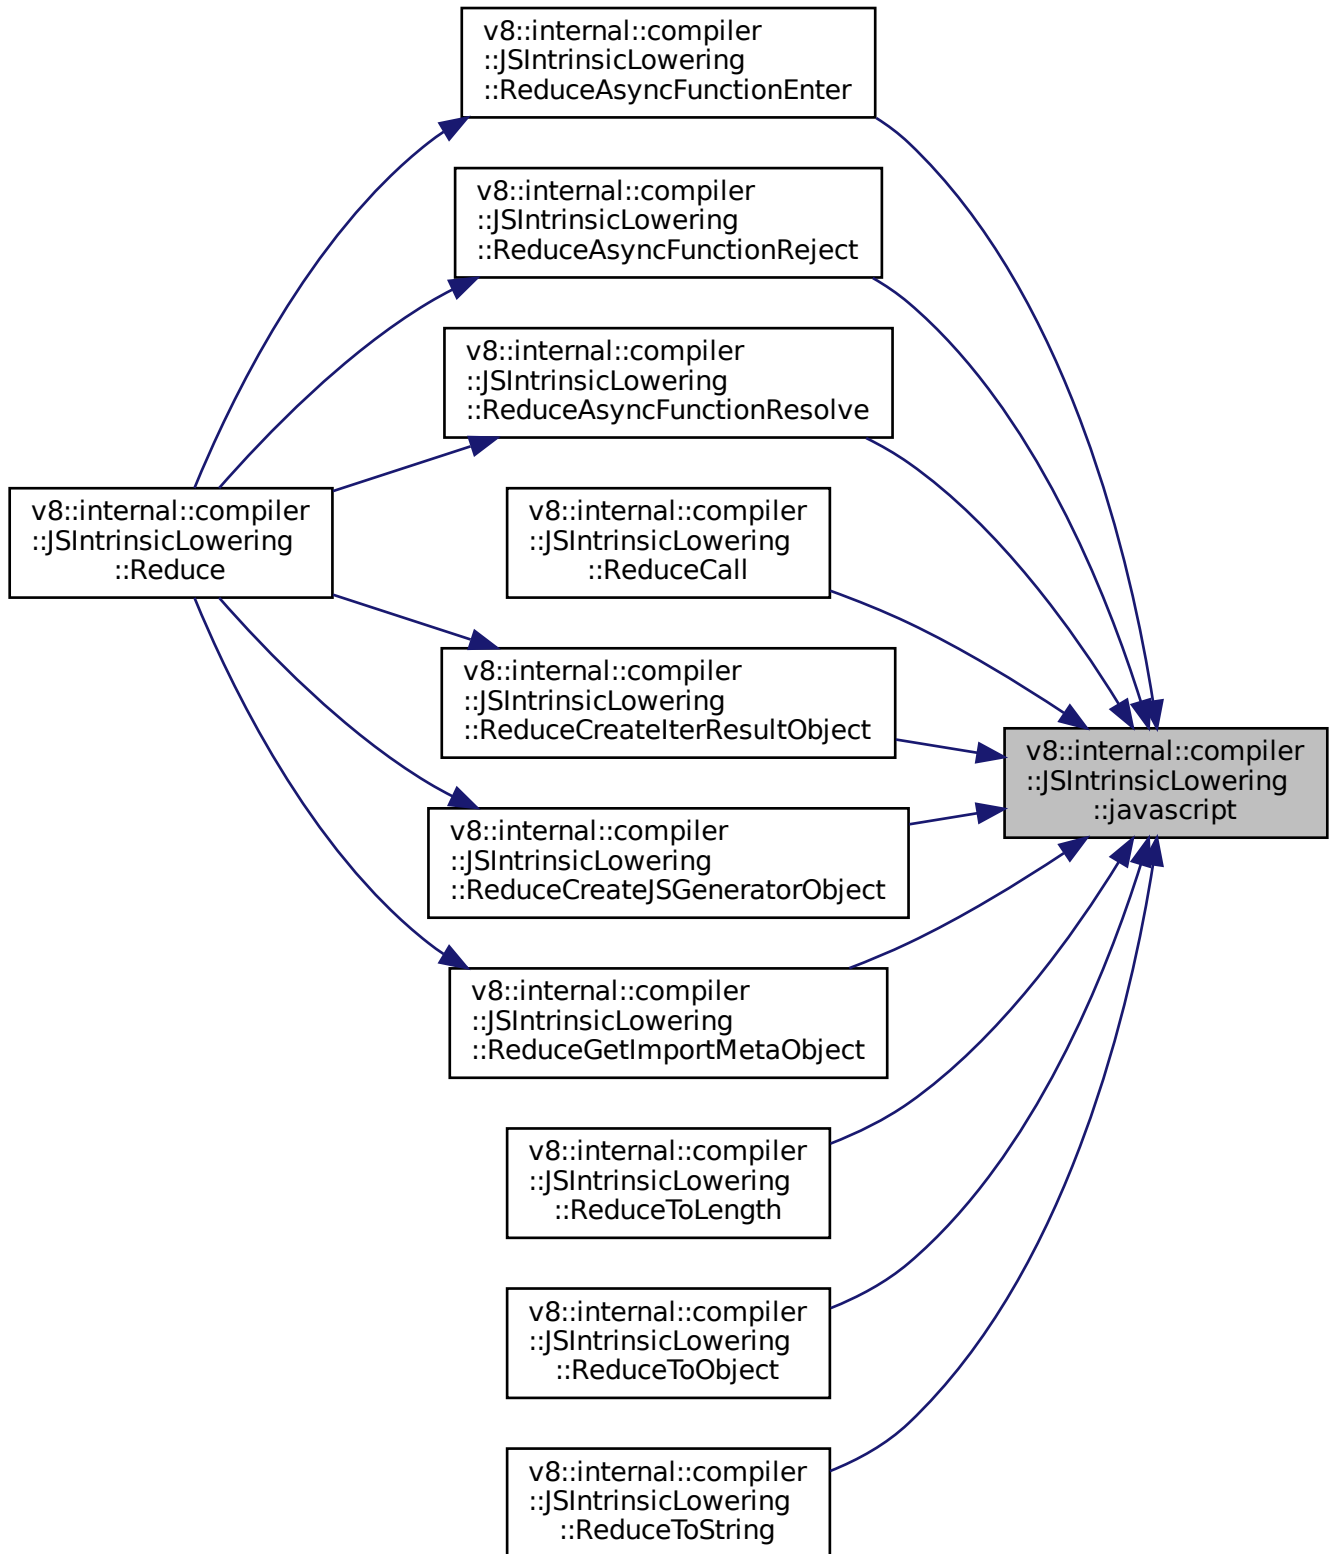 v8::internal::compiler
::JSIntrinsicLowering
::ReduceAsyncFunctionEnter
v8::internal::compiler
::JSIntrinsicLowering
::ReduceAsyncFunctionReject
v8::internal::compiler
::JSIntrinsicLowering
::ReduceAsyncFunctionResolve
v8::internal::compiler
::JSIntrinsicLowering
::Reduce
v8::internal::compiler
::JSIntrinsicLowering
::ReduceCall
v8::internal::compiler
::JSIntrinsicLowering
::ReduceCreateIterResultObject
v8::internal::compiler
::JSIntrinsicLowering
::javascript
v8::internal::compiler
::JSIntrinsicLowering
::ReduceCreateJSGeneratorObject
v8::internal::compiler
::JSIntrinsicLowering
::ReduceGetImportMetaObject
v8::internal::compiler
::JSIntrinsicLowering
::ReduceToLength
v8::internal::compiler
::JSIntrinsicLowering
::ReduceToObject
v8::internal::compiler
::JSIntrinsicLowering
::ReduceToString